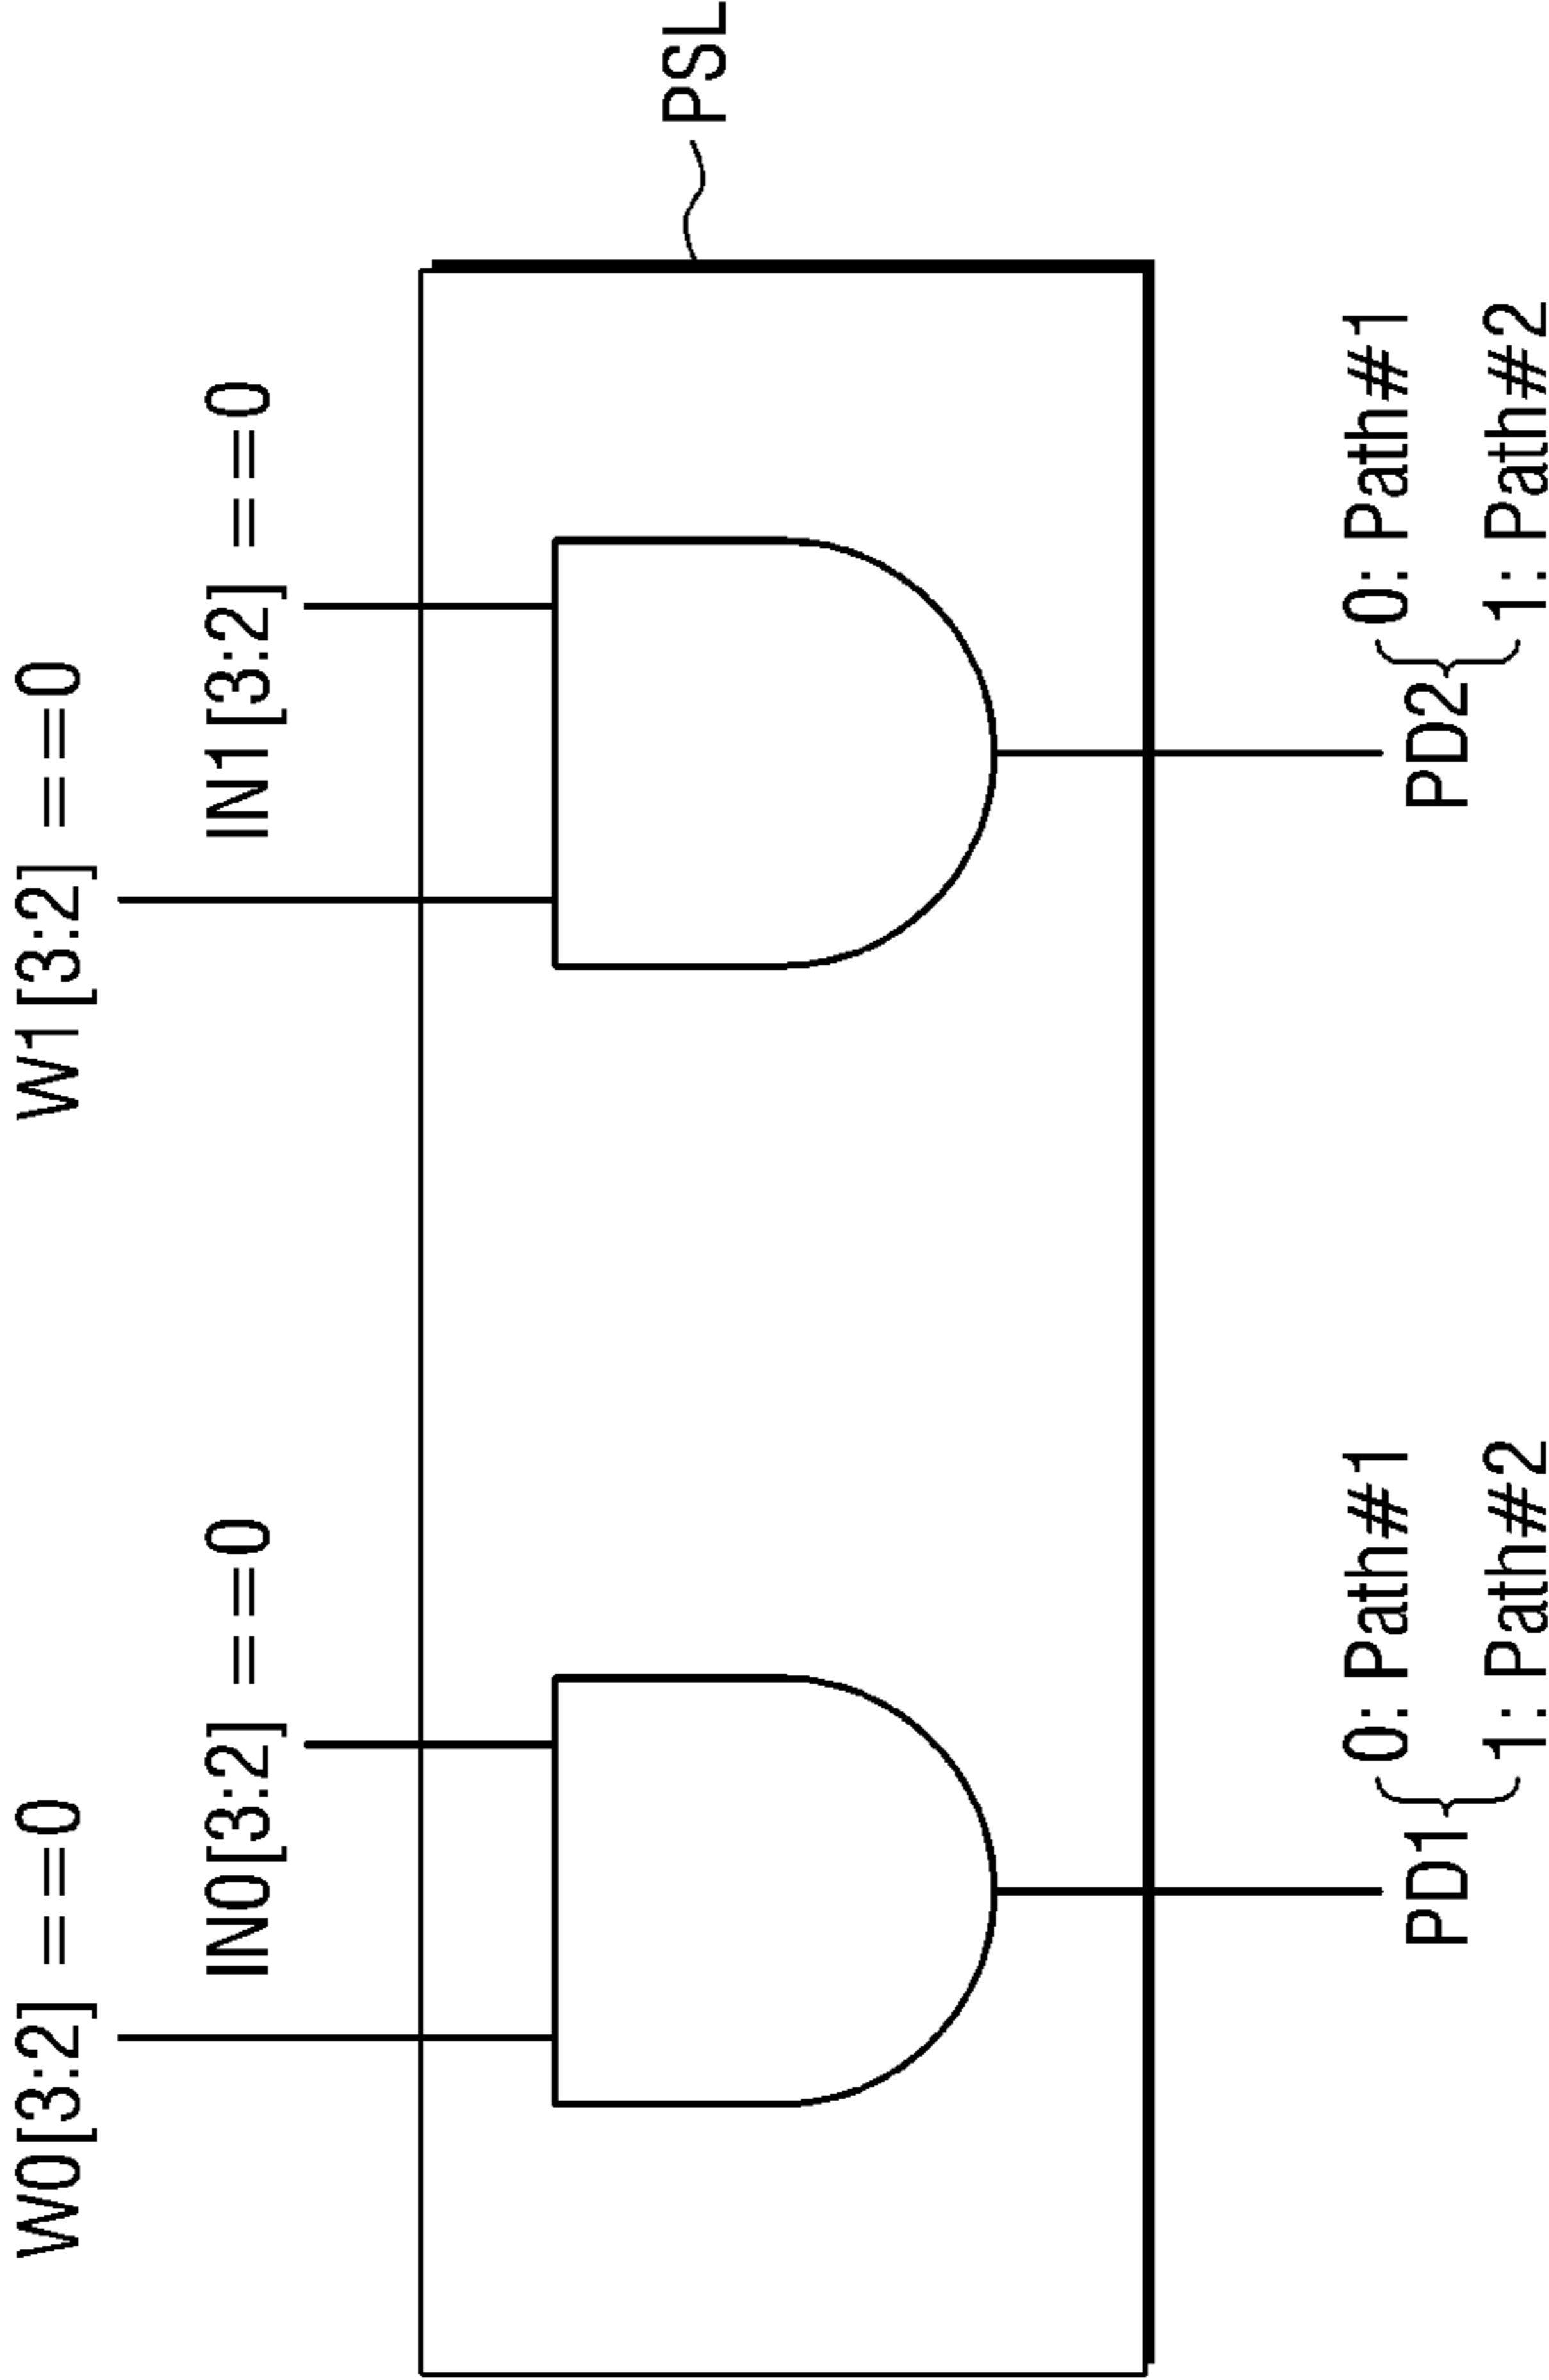 W0[3:2] ==0
W1[3:2] ==0
IN0[3:2] ==0
IN1[3:2] ==0
PSL
PD1
0: Path#1
1: Path#2
PD2
0: Path#1
1: Path#2